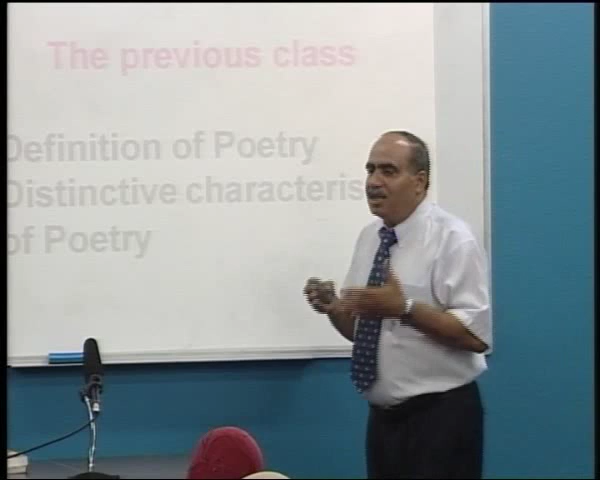 The previous class
Definition of Poetry
Distinctive characteris
of Poetry